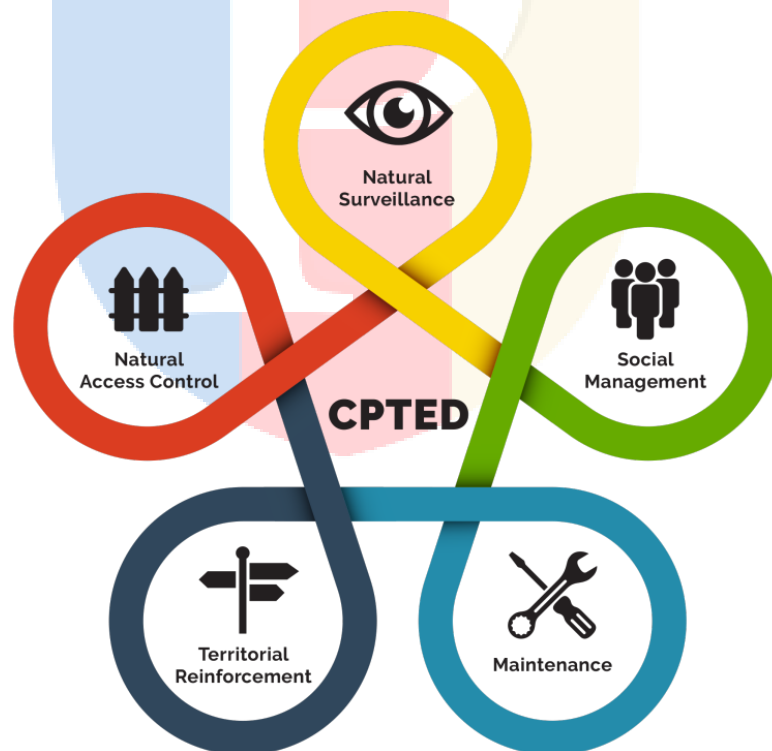 Natural
Surveillance
Natural
Access Control
Social
Management
CPTED
Territorial
Reinforcement
Maintenance